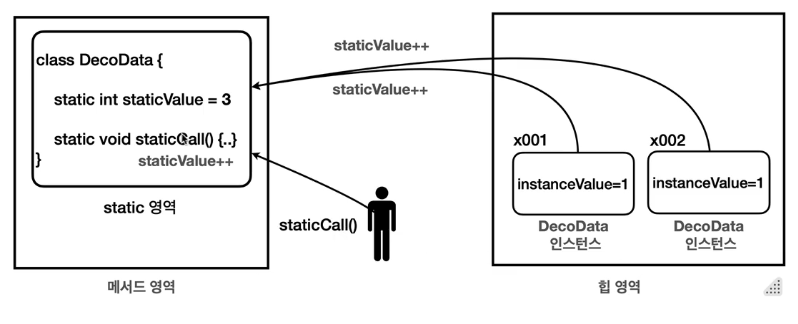 class DecoData {
static int staticValue = 3
static void staticCall() {..}
staticValue++
}
static 영역
메서드 영역
staticValue++
staticValue++
staticCall()
x001
instanceValue=1
DecoData
인스턴스
x002
instanceValue=1
DecoData
인스턴스
힙 영역